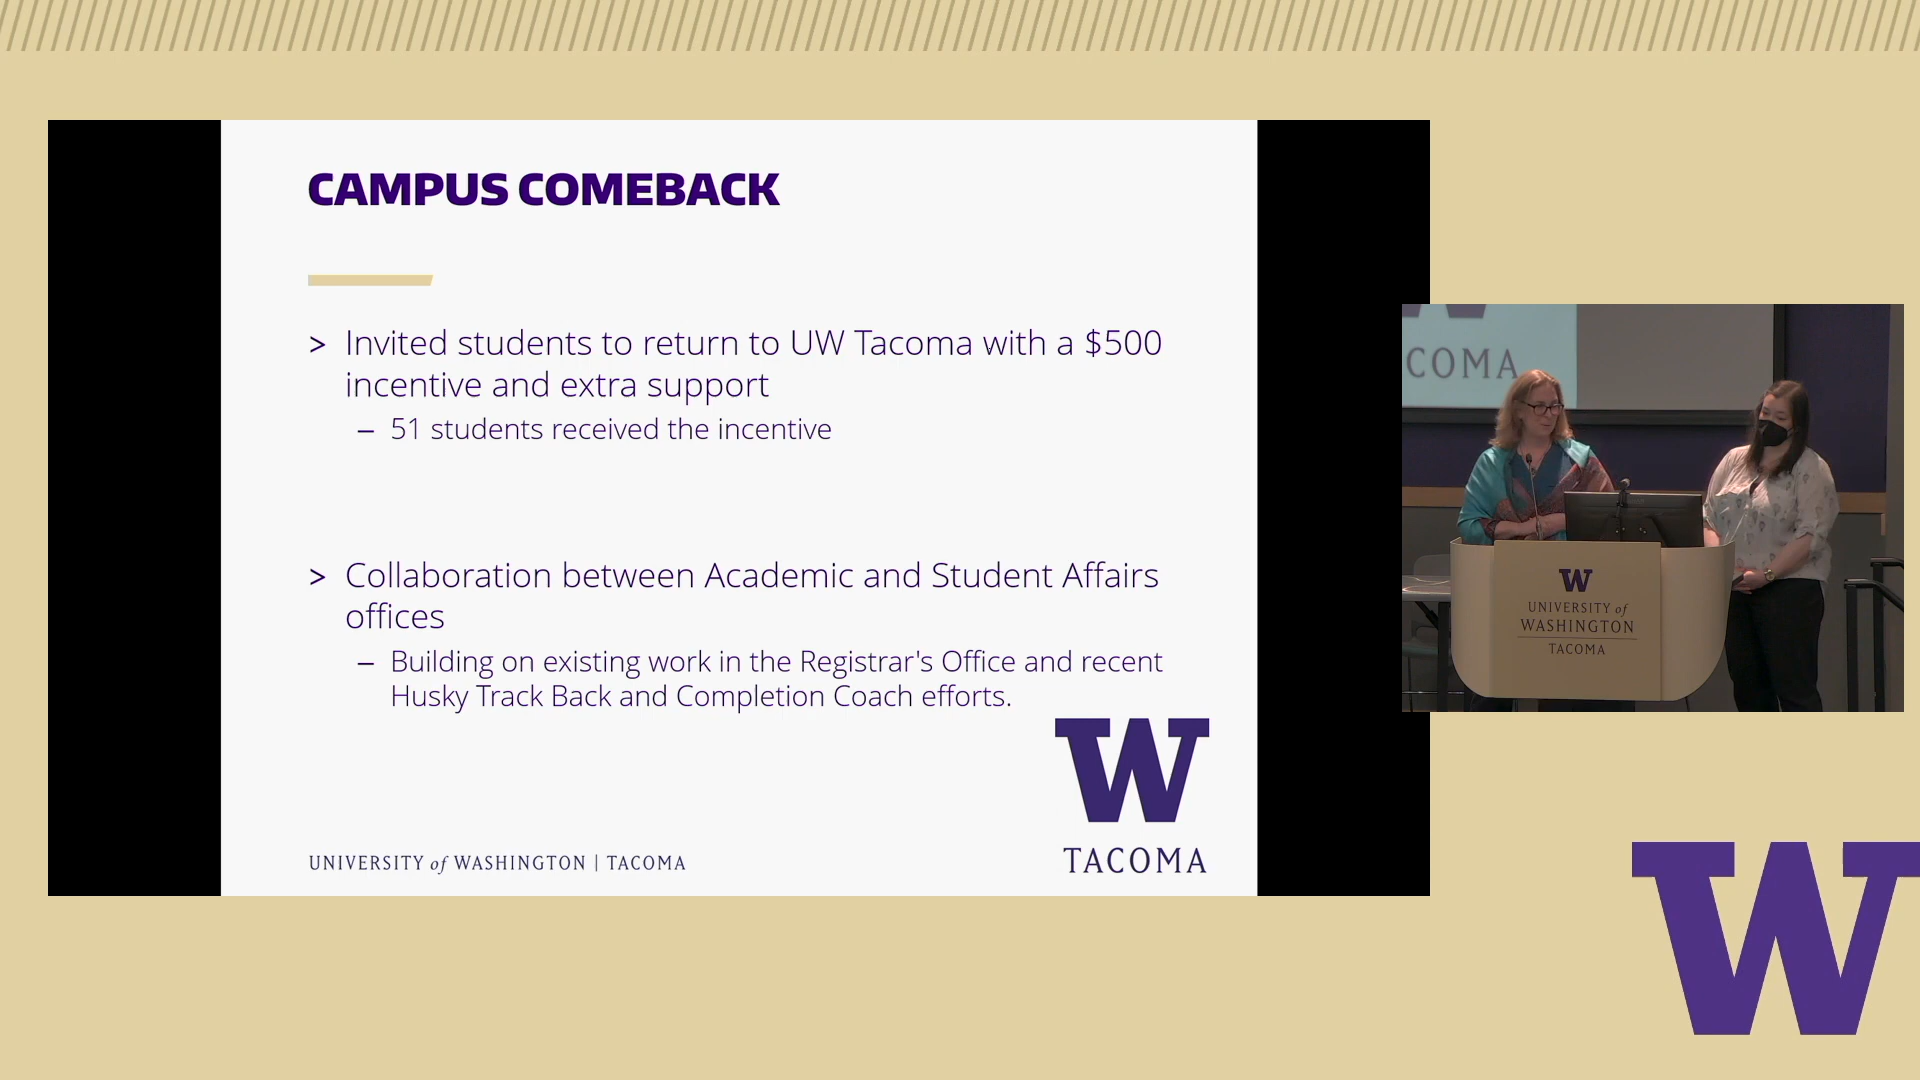 CAMPUS COMEBACK
> Invited students to return to UW Tacoma with a $500
incentive and extra support
– 51 students received the incentive
> Collaboration between Academic and Student Affairs
offices
– Building on existing work in the Registrar's Office and recent
Husky Track Back and Completion Coach efforts.
W
TACOMA
UNIVERSITY of WASHINGTON | TACOMA
COMA
W
UNIVERSITY of
WASHINGTON
TACOMA
W